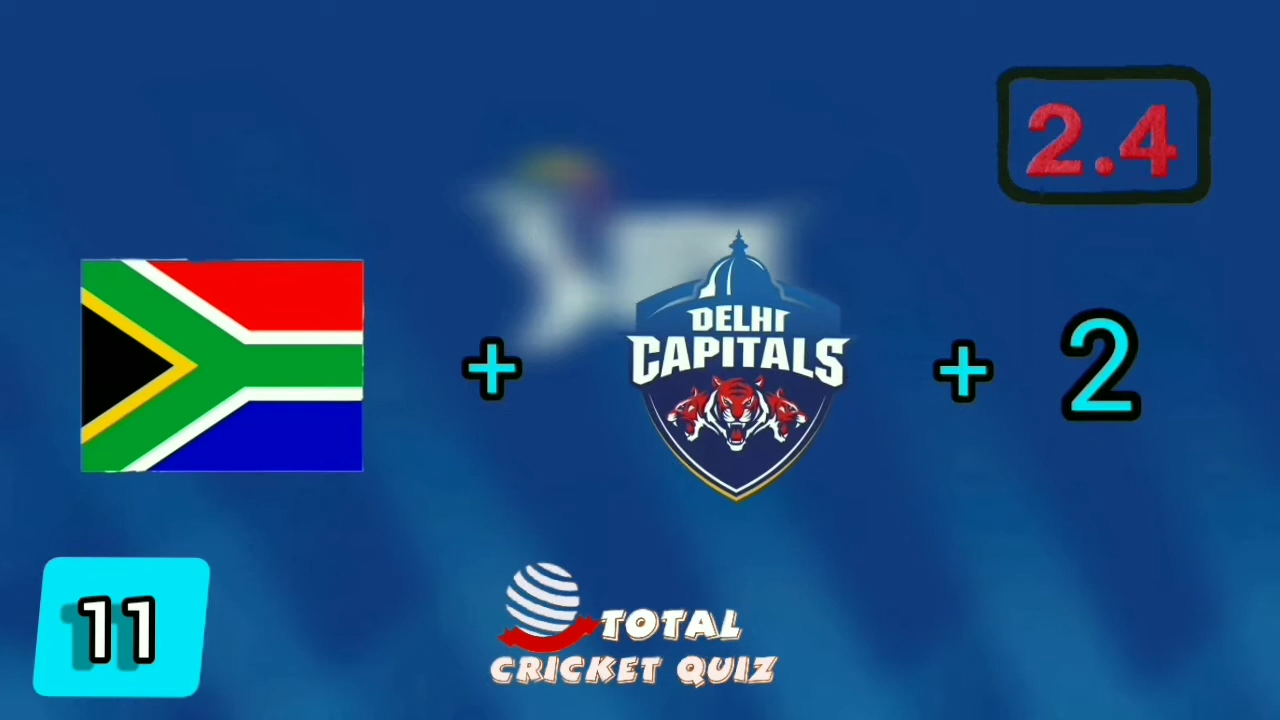 2.4
DELHI
CAPITALS
+
+
2
11
TOTAL
CRICKET QUIZ